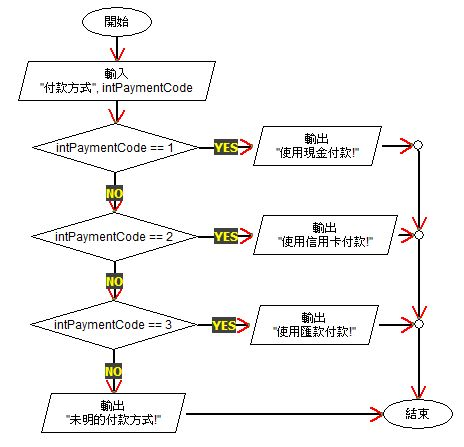 開始
輸入
"付款方式", intPaymentCode
intPaymentCode == 1
YES
輸出
"使用現金付款!"
NO
intPaymentCode == 2
YES
輸出
"使用信用卡付款!"
NO
intPaymentCode == 3
YES
輸出
"使用匯款付款!"
NO
輸出
"未明的付款方式!"
結束